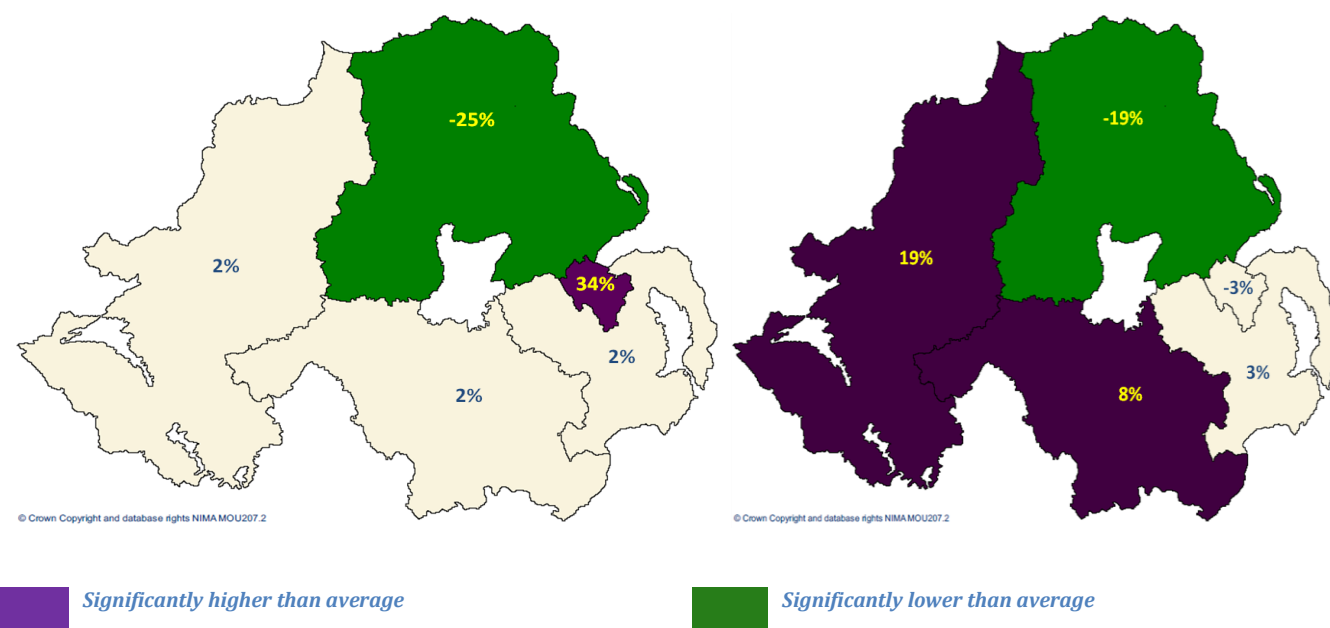 -25%
2%
34%
2%
2%
© Crown Copyright and database rights NIMA MOU207.2
-19%
19%
-3%
3%
8%
© Crown Copyright and database rights NIMA MOU207.2
Significantly higher than average
Significantly lower than average